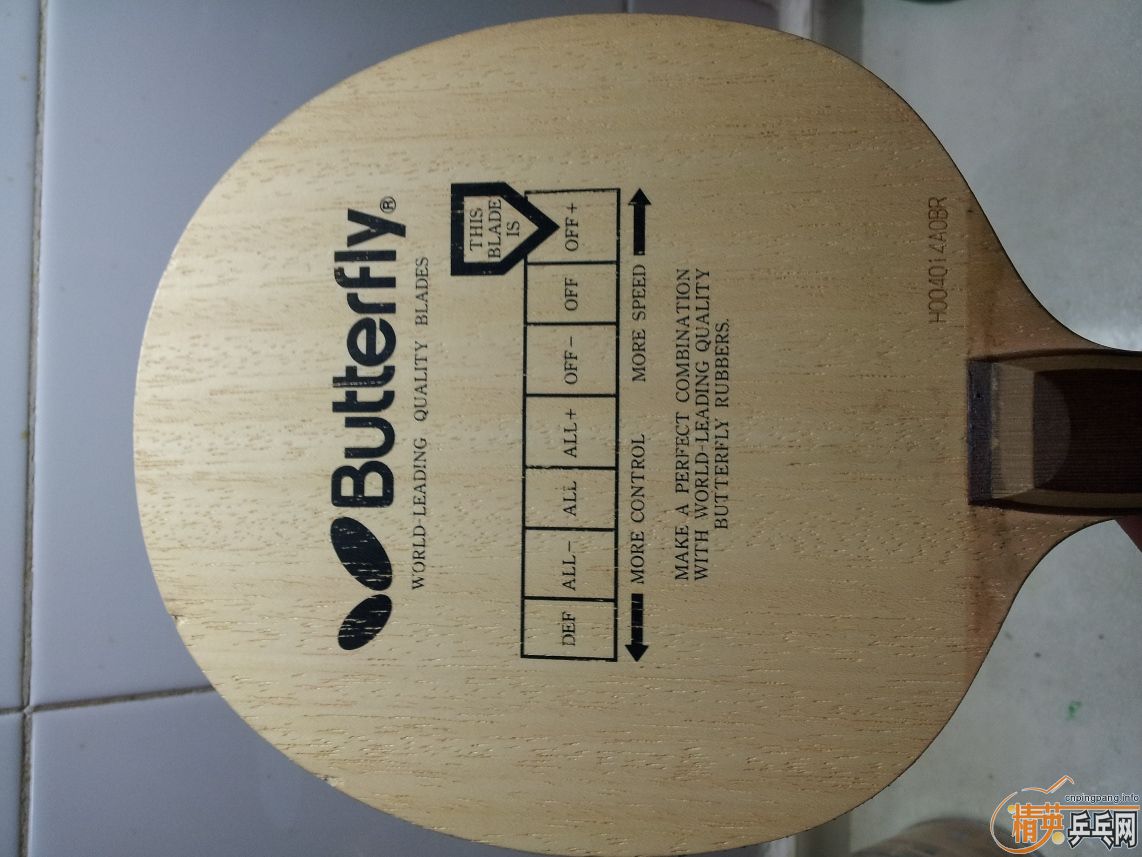 Butterfly®
WORLD-LEADING QUALITY BLADES
THIS
BLADE
IS
DEF ALL- ALL ALL+ OFF- OFF OFF+
MORE CONTROL MORE SPEED
MAKE A PERFECT COMBINATION
WITH WORLD-LEADING QUALITY
BUTTERFLY RUBBERS.
H004014A0BR
cnpingpang.info
精英乒乓网